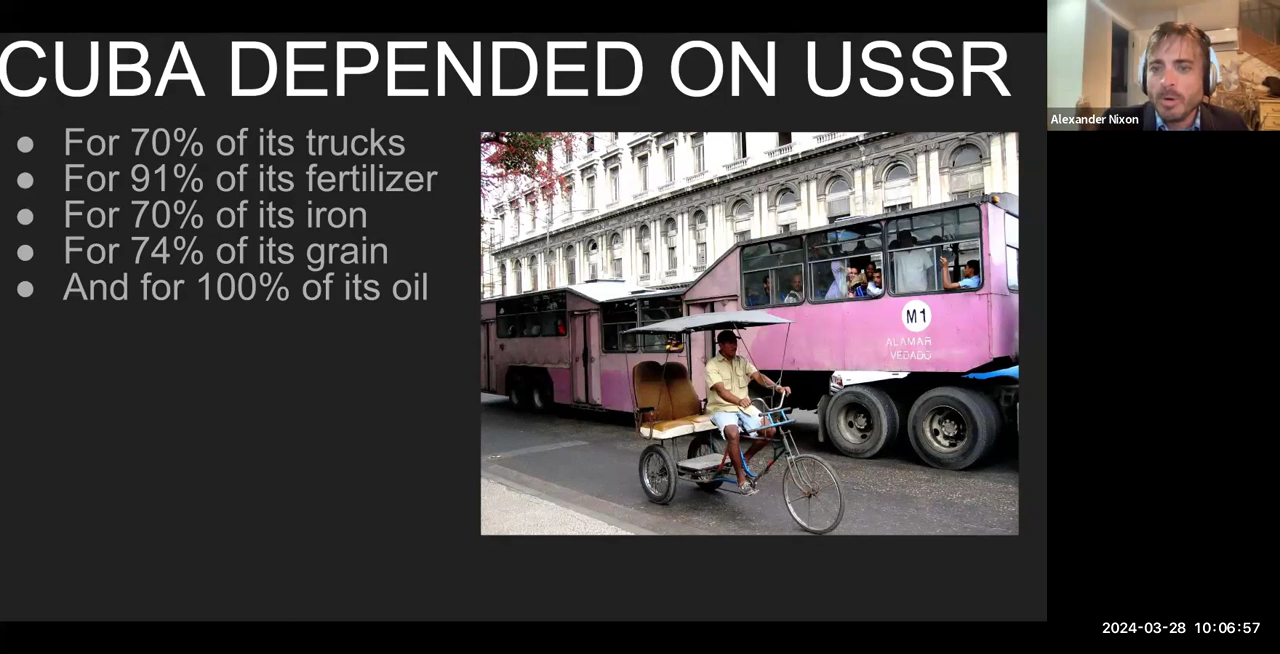 CUBA DEPENDED ON USSR
● For 70% of its trucks
● For 91% of its fertilizer
● For 70% of its iron
● For 74% of its grain
● And for 100% of its oil
M1
ALAMAR
VEDADO
Alexander Nixon
2024-03-28 10:06:57